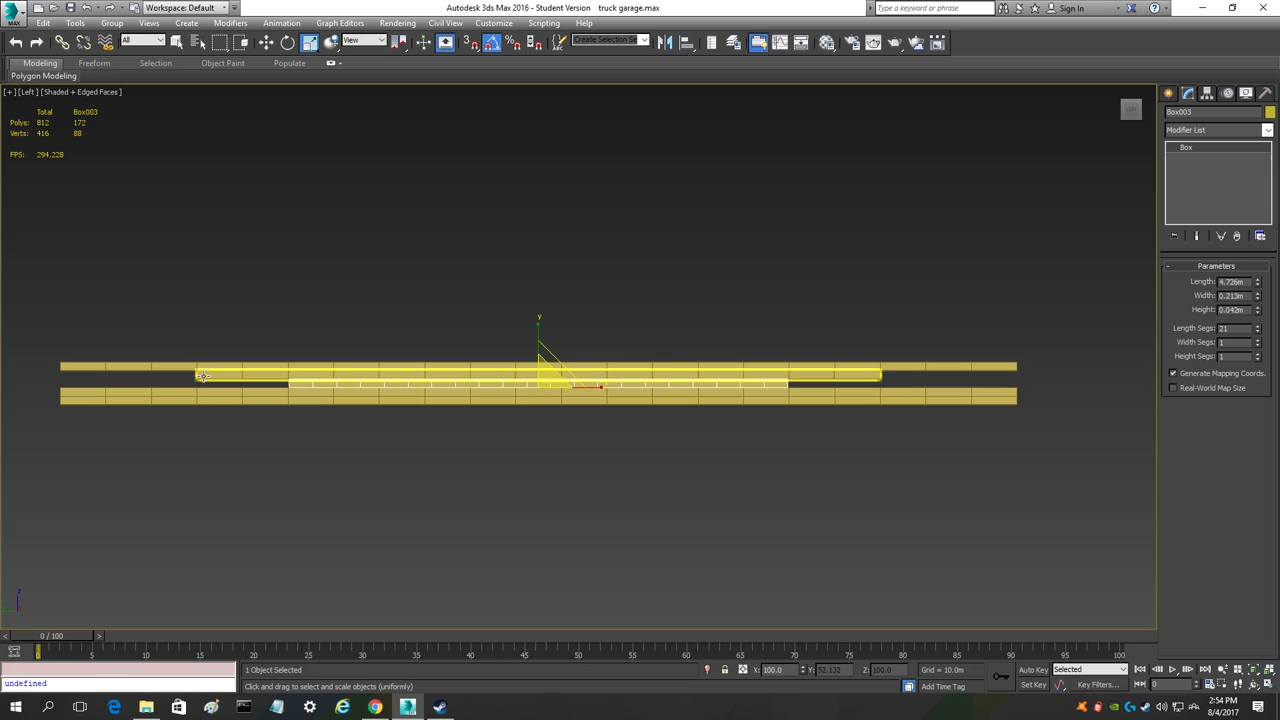 MAX
Workspace: Default
Autodesk 3ds Max 2016 - Student Version truck garage.max
Type a keyword or phrase
Sign In
Edit Tools Group Views Create Modifiers Animation Graph Editors Rendering Civil View Customize Scripting Help
All
View
Create Selection Se
Modeling Freeform Selection Object Paint Populate
Polygon Modeling
[+] [Left] [Shaded + Edged Faces ]
Total Box003
Polys: 812 172
Verts: 416 88
FPS: 294.228
LEFT
y
z
Box003
Modifier List
Box
- Parameters
Length: 4.726m
Width: 0.213m
Height: 0.042m
Length Segs: 21
Width Segs: 1
Height Segs: 1
Generate Mapping Coords.
Real-World Map Size
< 0 / 100 >
0 5 10 15 20 25 30 35 40 45 50 55 60 65 70 75 80 85 90 95 100
1 Object Selected
X: 100.0 Y: 52.132 Z: 100.0
Grid = 10.0m
Auto Key Selected
undefined
Click and drag to select and scale objects (uniformly)
Add Time Tag
Set Key Key Filters...
0
2:54 PM
8/4/2017